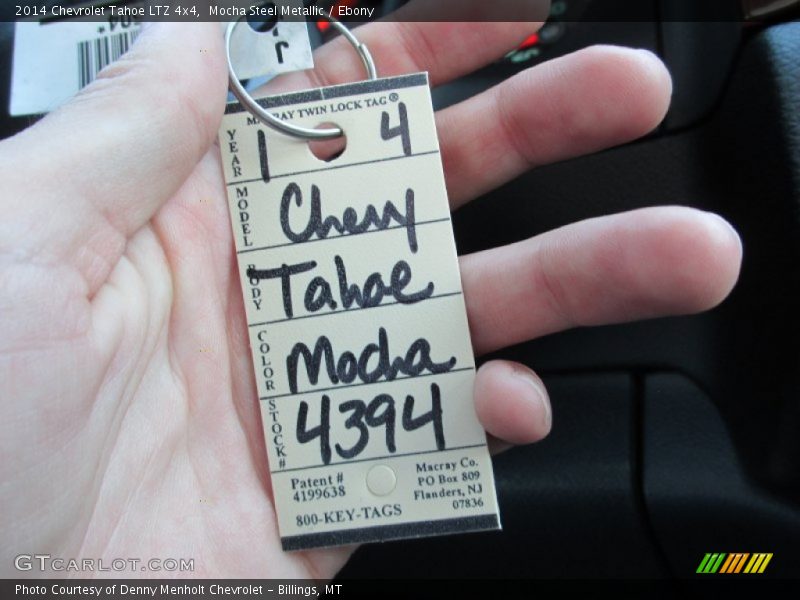 2014 Chevrolet Tahoe LTZ 4x4,  Mocha Steel Metallic / Ebony
TWIN LOCK TAG®
YEAR 1 4
MODEL Chevy
BODY Tahoe
COLOR Mocha
STOCK# 4394
Patent #
4199638
Macray Co.
PO Box 809
Flanders, NJ
07836
800-KEY-TAGS
GTCARLOT.COM
Photo Courtesy of Denny Menholt Chevrolet – Billings, MT